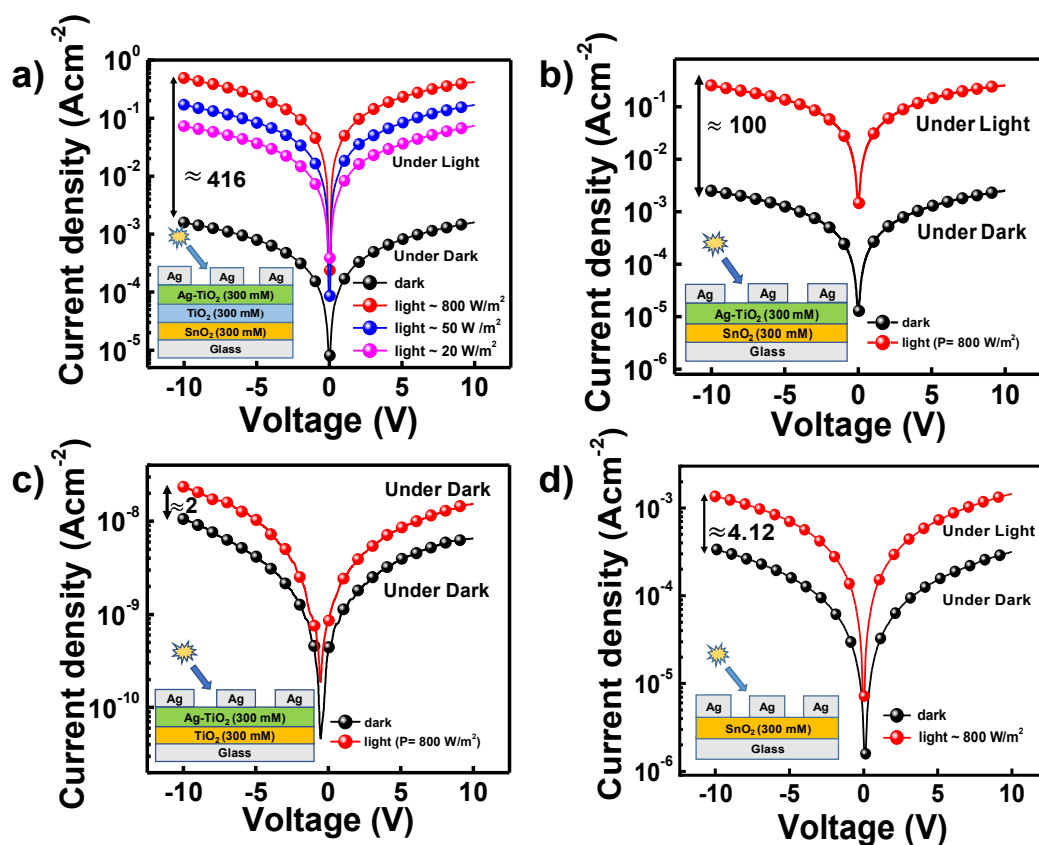 a)
Current density (Acm⁻²)
10⁰
10⁻¹
10⁻²
10⁻³
10⁻⁴
10⁻⁵
≈ 416
Under Light
Under Dark
Ag Ag Ag
Ag-TiO₂ (300 mM)
TiO₂ (300 mM)
SnO₂ (300 mM)
Glass
dark
light ~ 800 W/m²
light ~ 50 W /m²
light ~ 20 W/m²
-10 -5 0 5 10
Voltage (V)
b)
Current density (Acm⁻²)
10⁻¹
10⁻²
10⁻³
10⁻⁴
10⁻⁵
10⁻⁶
≈ 100
Under Light
Under Dark
Ag Ag Ag
Ag-TiO₂ (300 mM)
SnO₂ (300 mM)
Glass
dark
light (P= 800 W/m²)
-10 -5 0 5 10
Voltage (V)
c)
Current density (Acm⁻²)
10⁻⁸
10⁻⁹
10⁻¹⁰
≈2
Under Dark
Under Dark
Ag Ag Ag
Ag-TiO₂ (300 mM)
TiO₂ (300 mM)
Glass
dark
light (P= 800 W/m²)
-10 -5 0 5 10
Voltage (V)
d)
Current density (Acm⁻²)
10⁻³
10⁻⁴
10⁻⁵
10⁻⁶
≈4.12
Under Light
Under Dark
Ag Ag Ag
SnO₂ (300 mM)
Glass
dark
light ~ 800 W/m²
-10 -5 0 5 10
Voltage (V)